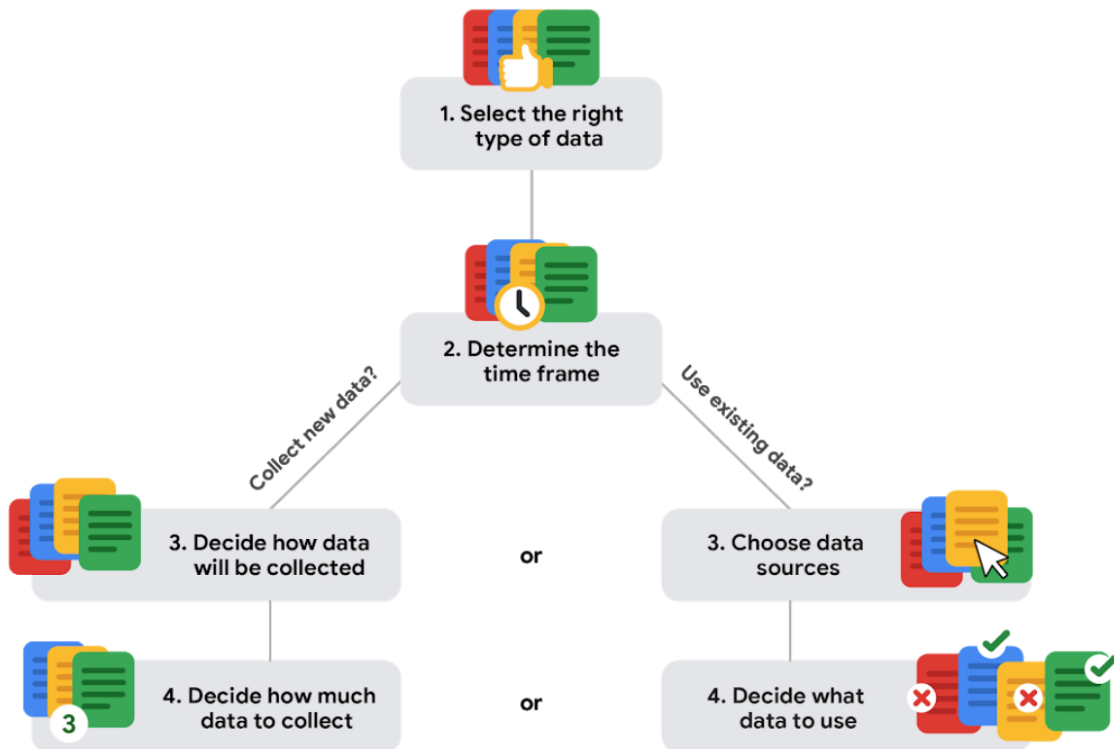 1. Select the right
type of data
2. Determine the
time frame
Collect new data?
Use existing data?
3. Decide how data
will be collected
or
3. Choose data
sources
4. Decide how much
data to collect
3
or
4. Decide what
data to use